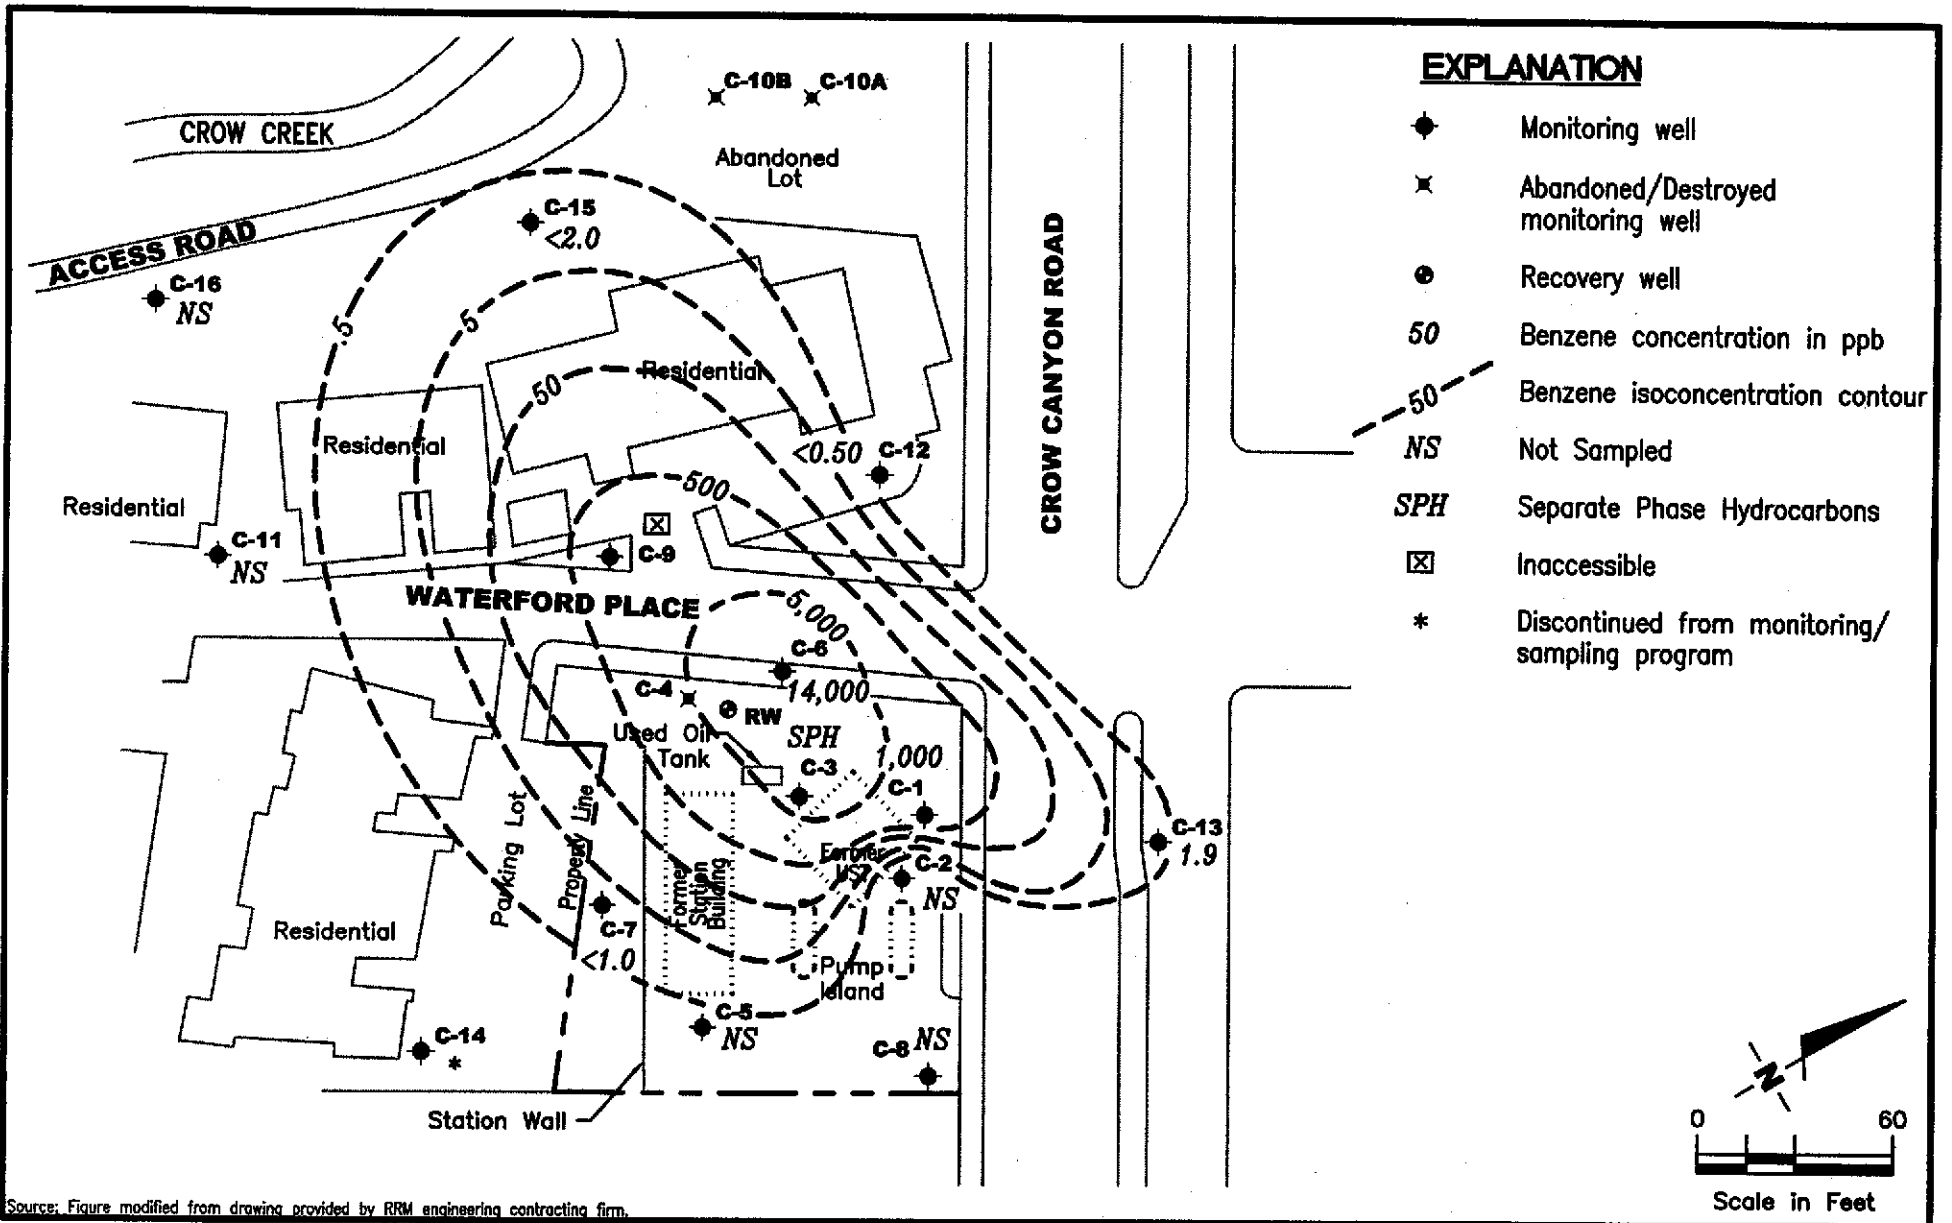 EXPLANATION
Monitoring well
Abandoned/Destroyed
monitoring well
Recovery well
50
Benzene concentration in ppb
50
Benzene isoconcentration contour
NS
Not Sampled
SPH
Separate Phase Hydrocarbons
Inaccessible
*
Discontinued from monitoring/
sampling program
C-10B
C-10A
CROW CREEK
Abandoned
Lot
C-15
<2.0
ACCESS ROAD
C-16
NS
.5
5
50
Residential
CROW CANYON ROAD
Residential
<0.50
C-12
500
Residential
C-11
NS
C-9
WATERFORD PLACE
5,000
C-6
14,000
C-4
RW
Used Oil
Tank
SPH
1,000
C-3
C-1
C-13
1.9
Former
UST
C-2
NS
Parking Lot
Property Line
Former
Station
Building
C-7
<1.0
Residential
Pump
Island
C-5
NS
C-14
*
C-8
NS
Station Wall
N
0
60
Scale in Feet
Source: Figure modified from drawing provided by RRM engineering contracting firm.